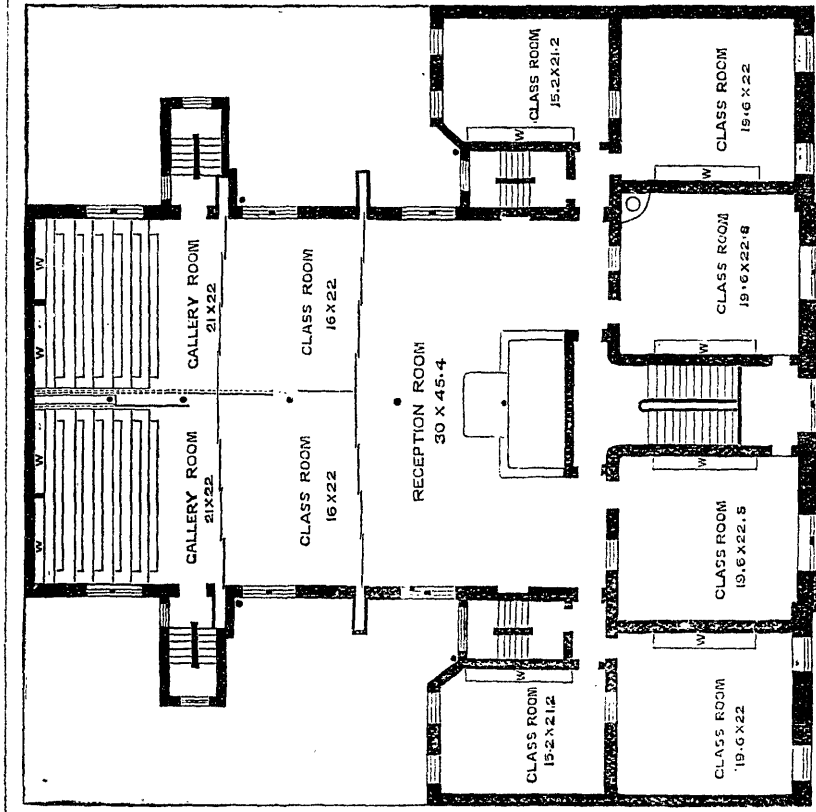 W
W
GALLERY ROOM
21X22
W
W
GALLERY ROOM
21X22
CLASS ROOM
16X22
CLASS ROOM
16X22
RECEPTION ROOM
30 X 45.4
CLASS ROOM
15.2X21.2
W
CLASS ROOM
19.6 X 22
W
CLASS ROOM
19.6X22.8
W
CLASS ROOM
19.6X22.8
W
W
CLASS ROOM
15.2X21.2
W
CLASS ROOM
19.6X22